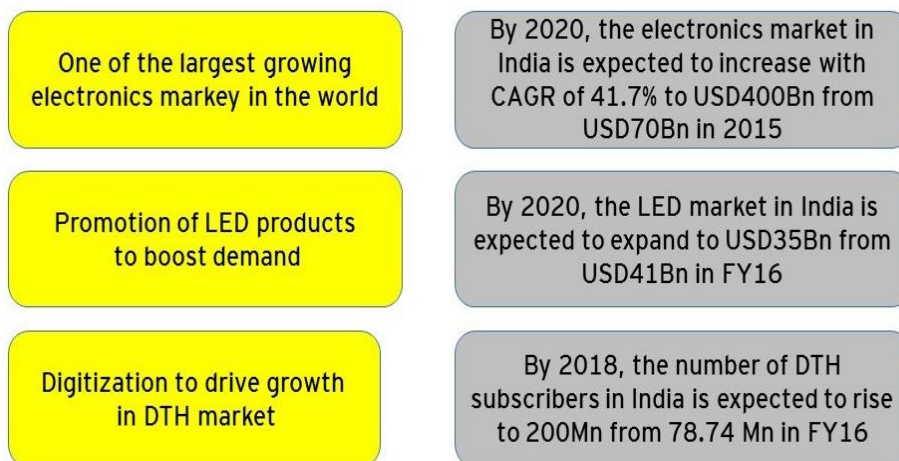 One of the largest growing
electronics markey in the world
By 2020, the electronics market in
India is expected to increase with
CAGR of 41.7% to USD400Bn from
USD70Bn in 2015
Promotion of LED products
to boost demand
By 2020, the LED market in India is
expected to expand to USD35Bn from
USD41Bn in FY16
Digitization to drive growth
in DTH market
By 2018, the number of DTH
subscribers in India is expected to rise
to 200Mn from 78.74 Mn in FY16